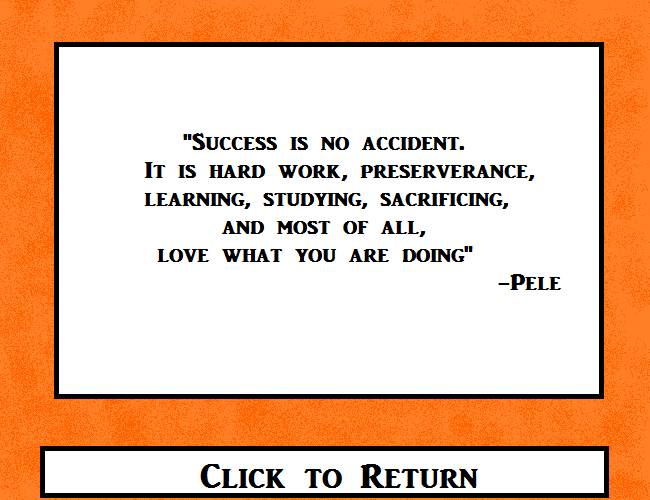 "Success is no accident.
It is hard work, preserverance,
learning, studying, sacrificing,
and most of all,
love what you are doing"
-Pele
Click to Return